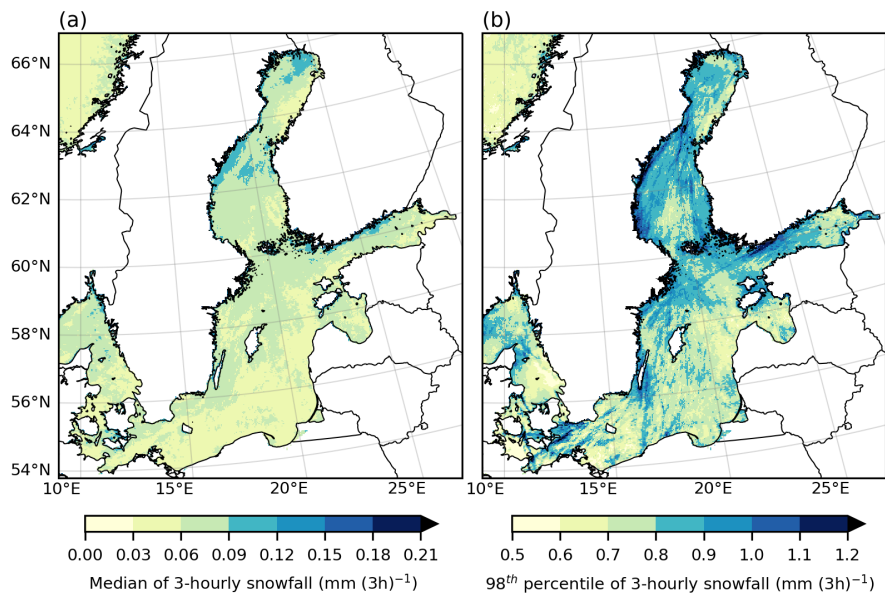 (a) (b)
66°N
64°N
62°N
60°N
58°N
56°N
54°N
10°E 15°E 20°E 25°E 10°E 15°E 20°E 25°E
0.00 0.03 0.06 0.09 0.12 0.15 0.18 0.21 0.5 0.6 0.7 0.8 0.9 1.0 1.1 1.2
Median of 3-hourly snowfall (mm (3h)⁻¹) 98ᵗʰ percentile of 3-hourly snowfall (mm (3h)⁻¹)